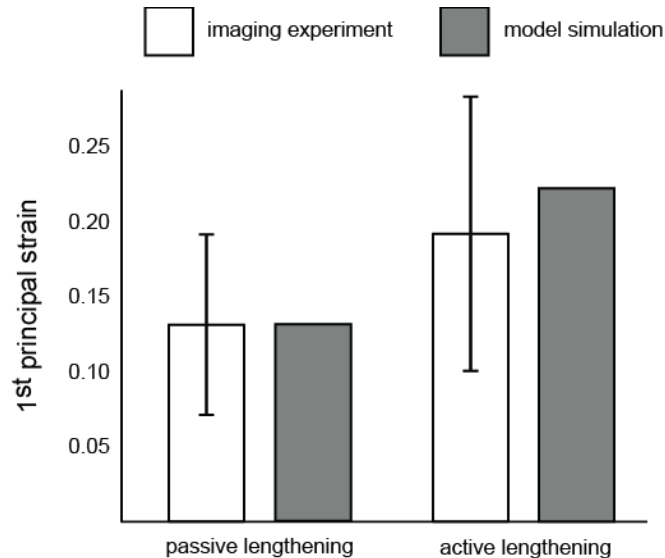 imaging experiment
model simulation
1st principal strain
0.25
0.20
0.15
0.10
0.05
passive lengthening
active lengthening